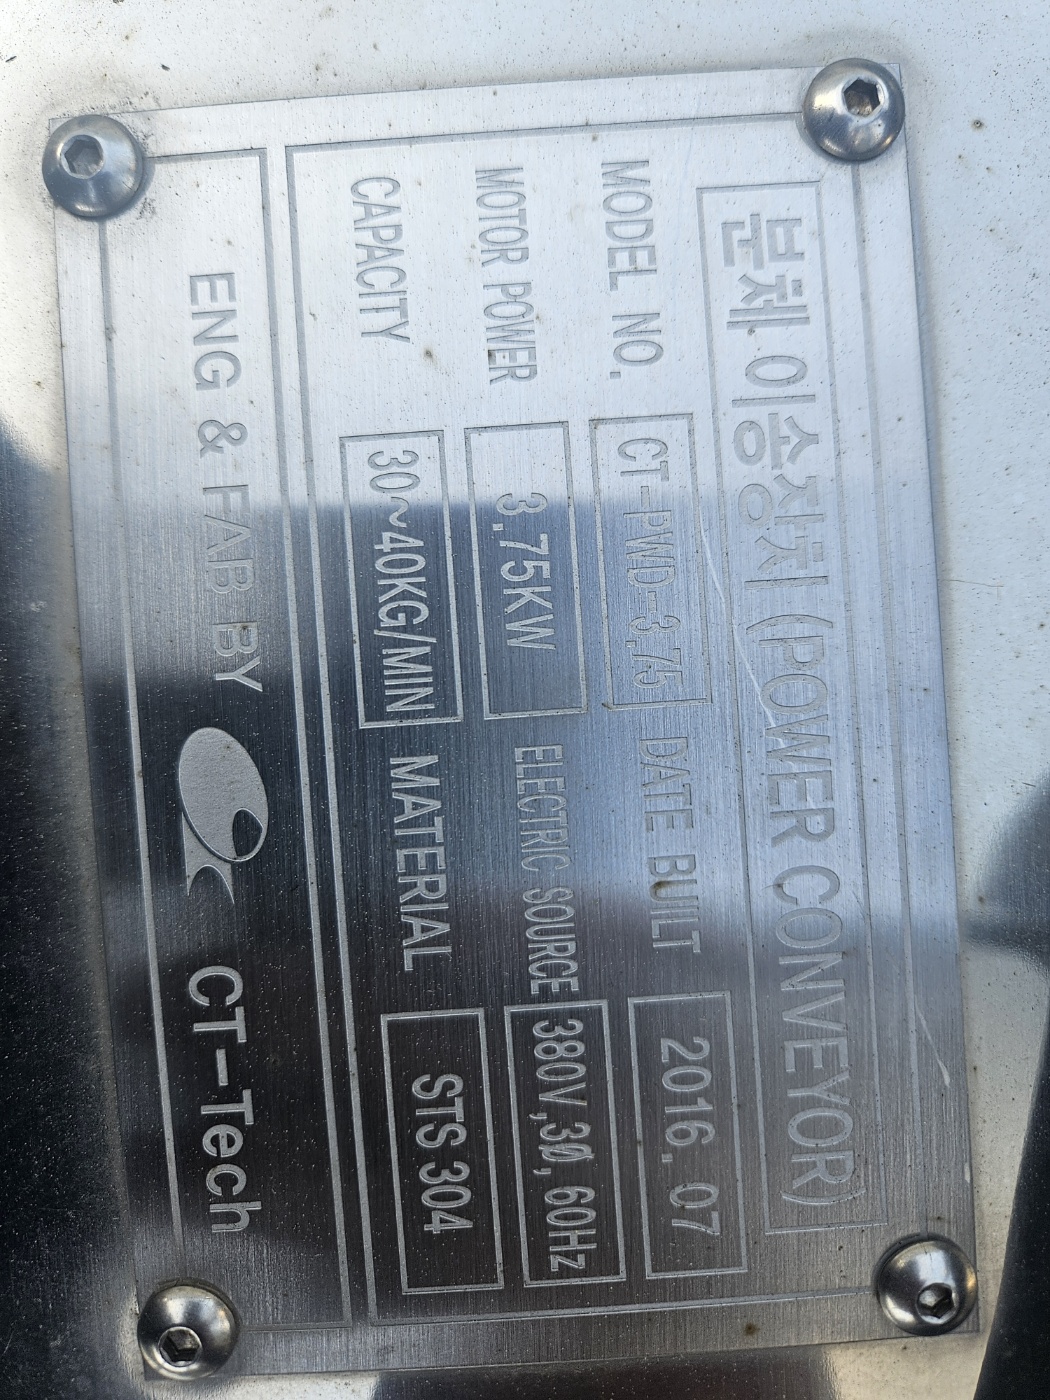 분체 이송장치(POWER CONVEYOR)
MODEL NO. CT-PWD-3.75 DATE BUILT 2016. 07
MOTOR POWER 3.75KW ELECTRIC SOURCE 380V,3Ø, 60Hz
CAPACITY 30~40KG/MIN MATERIAL STS 304
ENG & FAB BY CT-Tech